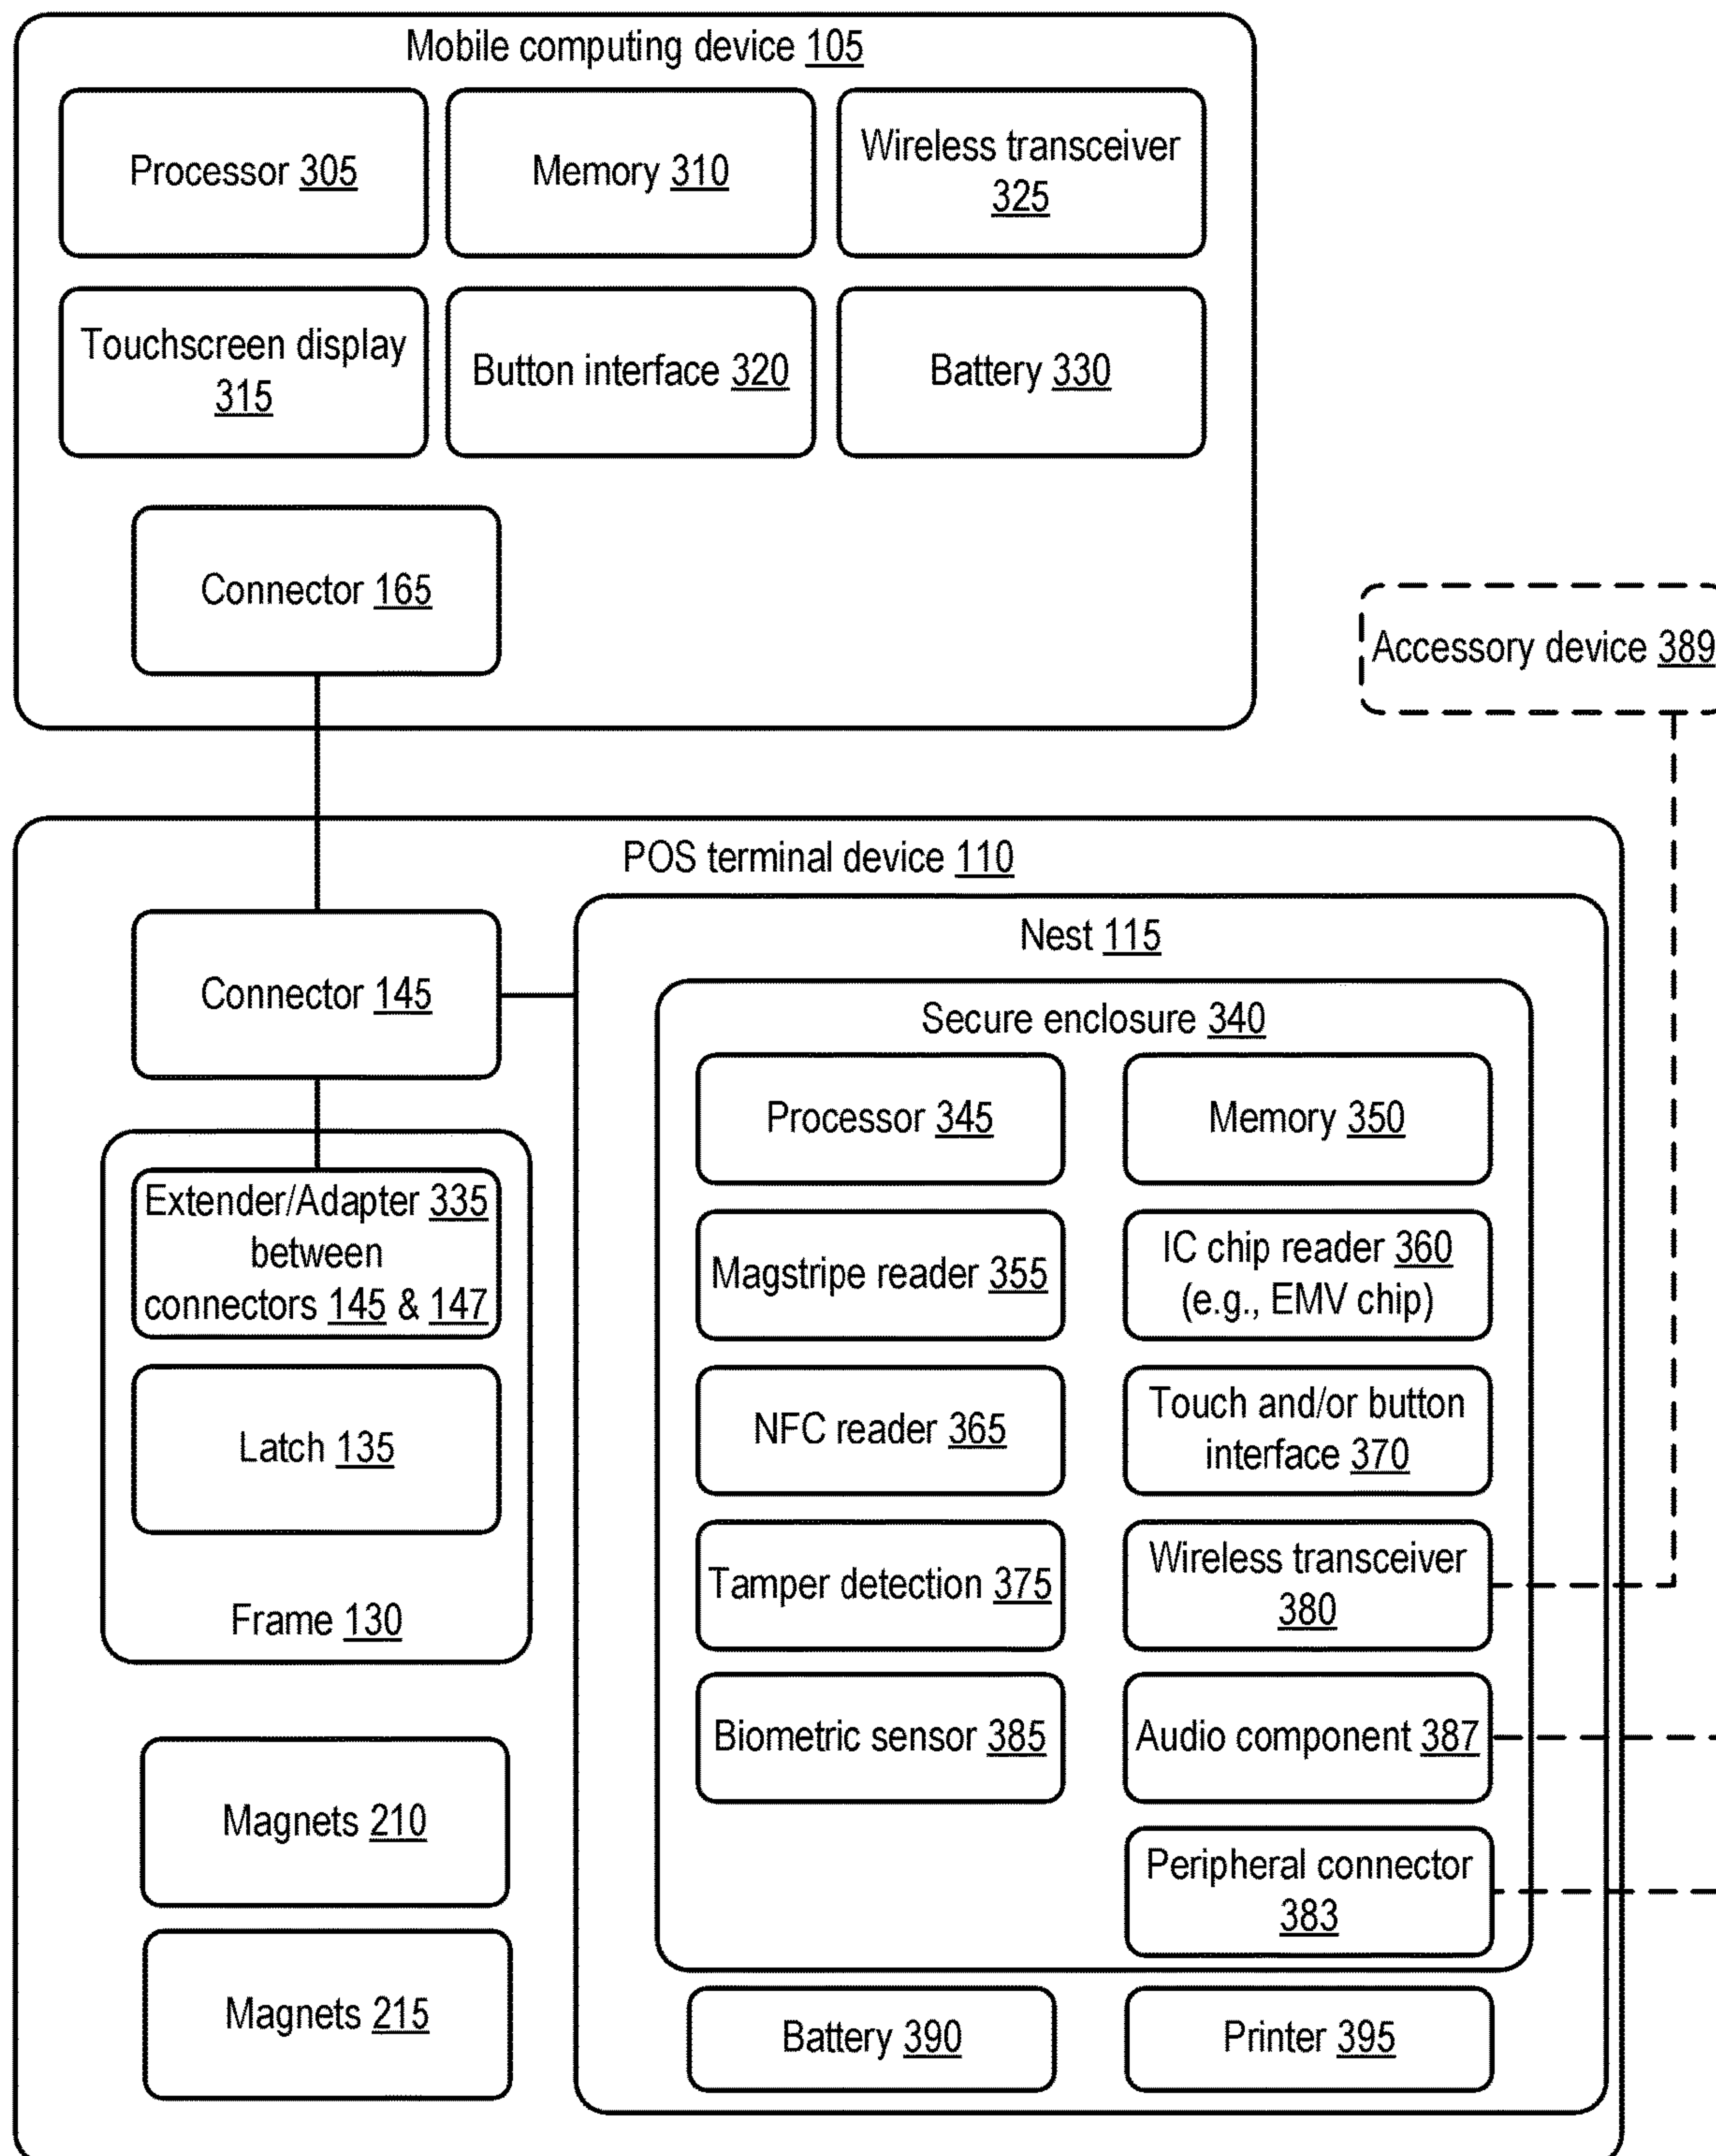 Mobile computing device 105
Processor 305
Memory 310
Wireless transceiver
325
Touchscreen display
315
Button interface 320
Battery 330
Connector 165
Accessory device 389
POS terminal device 110
Connector 145
Nest 115
Secure enclosure 340
Processor 345
Memory 350
Extender/Adapter 335
between
connectors 145 & 147
Magstripe reader 355
IC chip reader 360
(e.g., EMV chip)
Latch 135
NFC reader 365
Touch and/or button
interface 370
Frame 130
Tamper detection 375
Wireless transceiver
380
Biometric sensor 385
Audio component 387
Magnets 210
Peripheral connector
383
Magnets 215
Battery 390
Printer 395